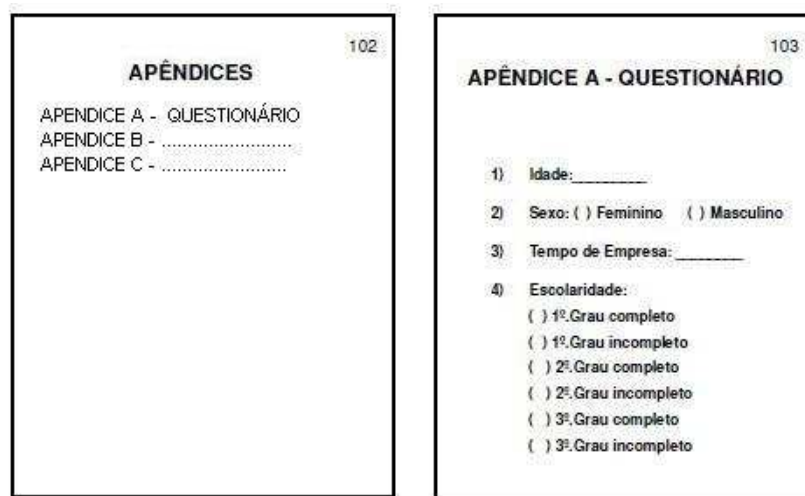 102
APÊNDICES
APENDICE A - QUESTIONÁRIO
APENDICE B - .........................
APENDICE C - ........................
103
APÊNDICE A - QUESTIONÁRIO
1) Idade:_________
2) Sexo: ( ) Feminino ( ) Masculino
3) Tempo de Empresa: ________
4) Escolaridade:
( ) 1º.Grau completo
( ) 1º.Grau incompleto
( ) 2º.Grau completo
( ) 2º.Grau incompleto
( ) 3º.Grau completo
( ) 3º.Grau incompleto